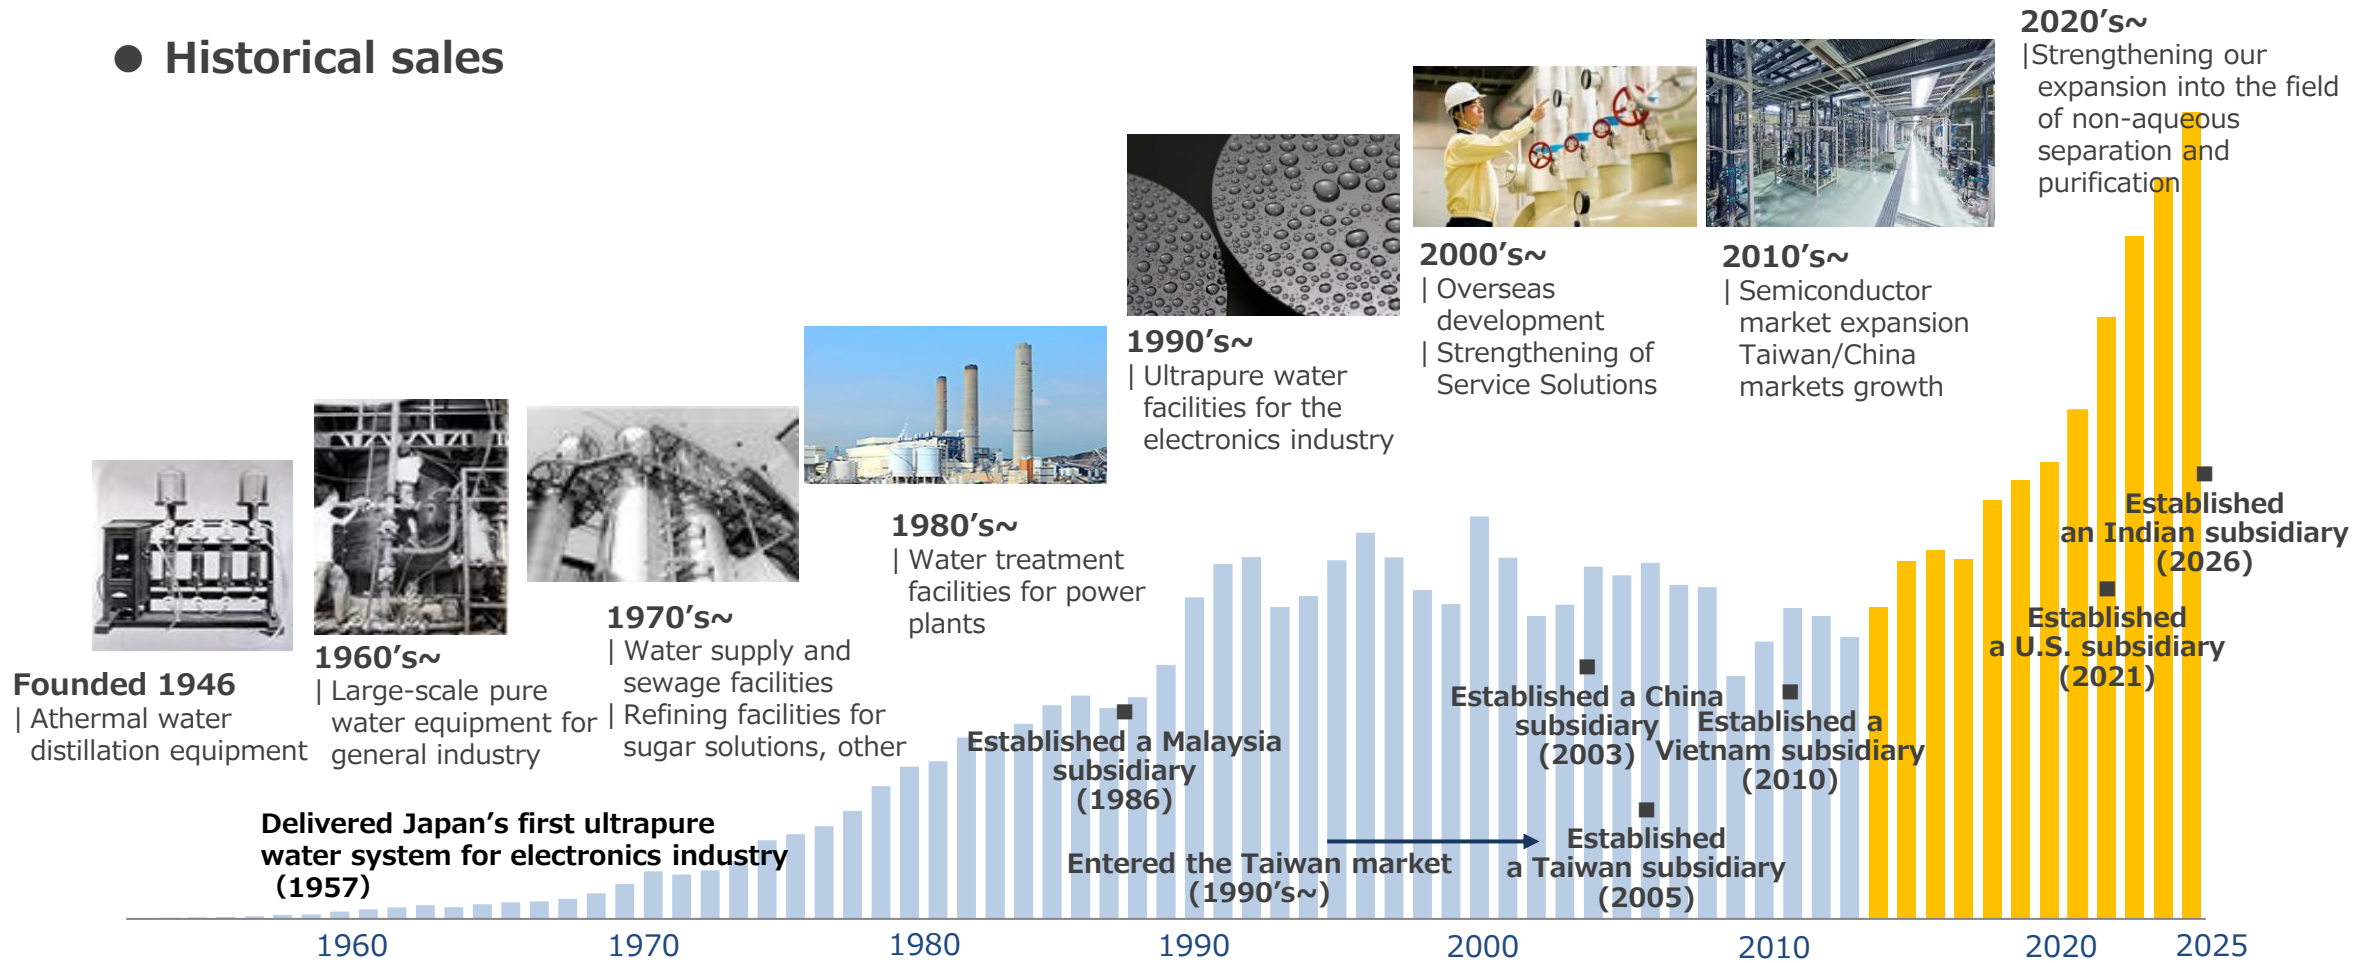 ● Historical sales
Founded 1946
| Athermal water
distillation equipment
1960’s~
| Large-scale pure
water equipment for
general industry
1970’s~
| Water supply and
sewage facilities
| Refining facilities for
sugar solutions, other
1980’s~
| Water treatment
facilities for power
plants
1990’s~
| Ultrapure water
facilities for the
electronics industry
2000’s~
| Overseas
development
| Strengthening of
Service Solutions
2010’s~
| Semiconductor
market expansion
Taiwan/China
markets growth
2020’s~
|Strengthening our
expansion into the field
of non-aqueous
separation and
purification
Delivered Japan’s first ultrapure
water system for electronics industry
（1957）
Established a Malaysia
subsidiary
(1986)
Entered the Taiwan market
(1990’s~)
Established a China
subsidiary
(2003)
Established
a Taiwan subsidiary
(2005)
Established a
Vietnam subsidiary
(2010)
Established
a U.S. subsidiary
(2021)
Established
an Indian subsidiary
(2026)
1960
1970
1980
1990
2000
2010
2020
2025